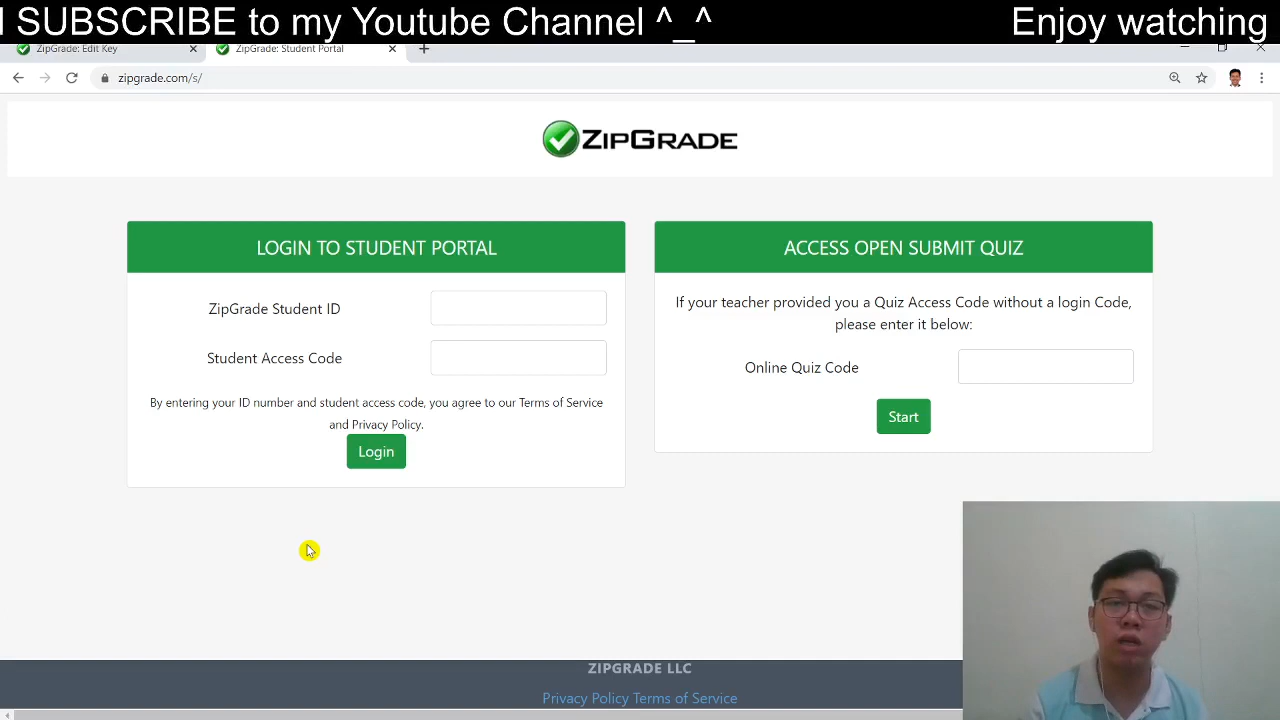 I SUBSCRIBE to my Youtube Channel ^_^ Enjoy watching
ZipGrade: Edit Key
ZipGrade: Student Portal
zipgrade.com/s/
ZIPGRADE
LOGIN TO STUDENT PORTAL
ZipGrade Student ID
Student Access Code
By entering your ID number and student access code, you agree to our Terms of Service
and Privacy Policy.
Login
ACCESS OPEN SUBMIT QUIZ
If your teacher provided you a Quiz Access Code without a login Code,
please enter it below:
Online Quiz Code
Start
ZIPGRADE LLC
Privacy Policy Terms of Service